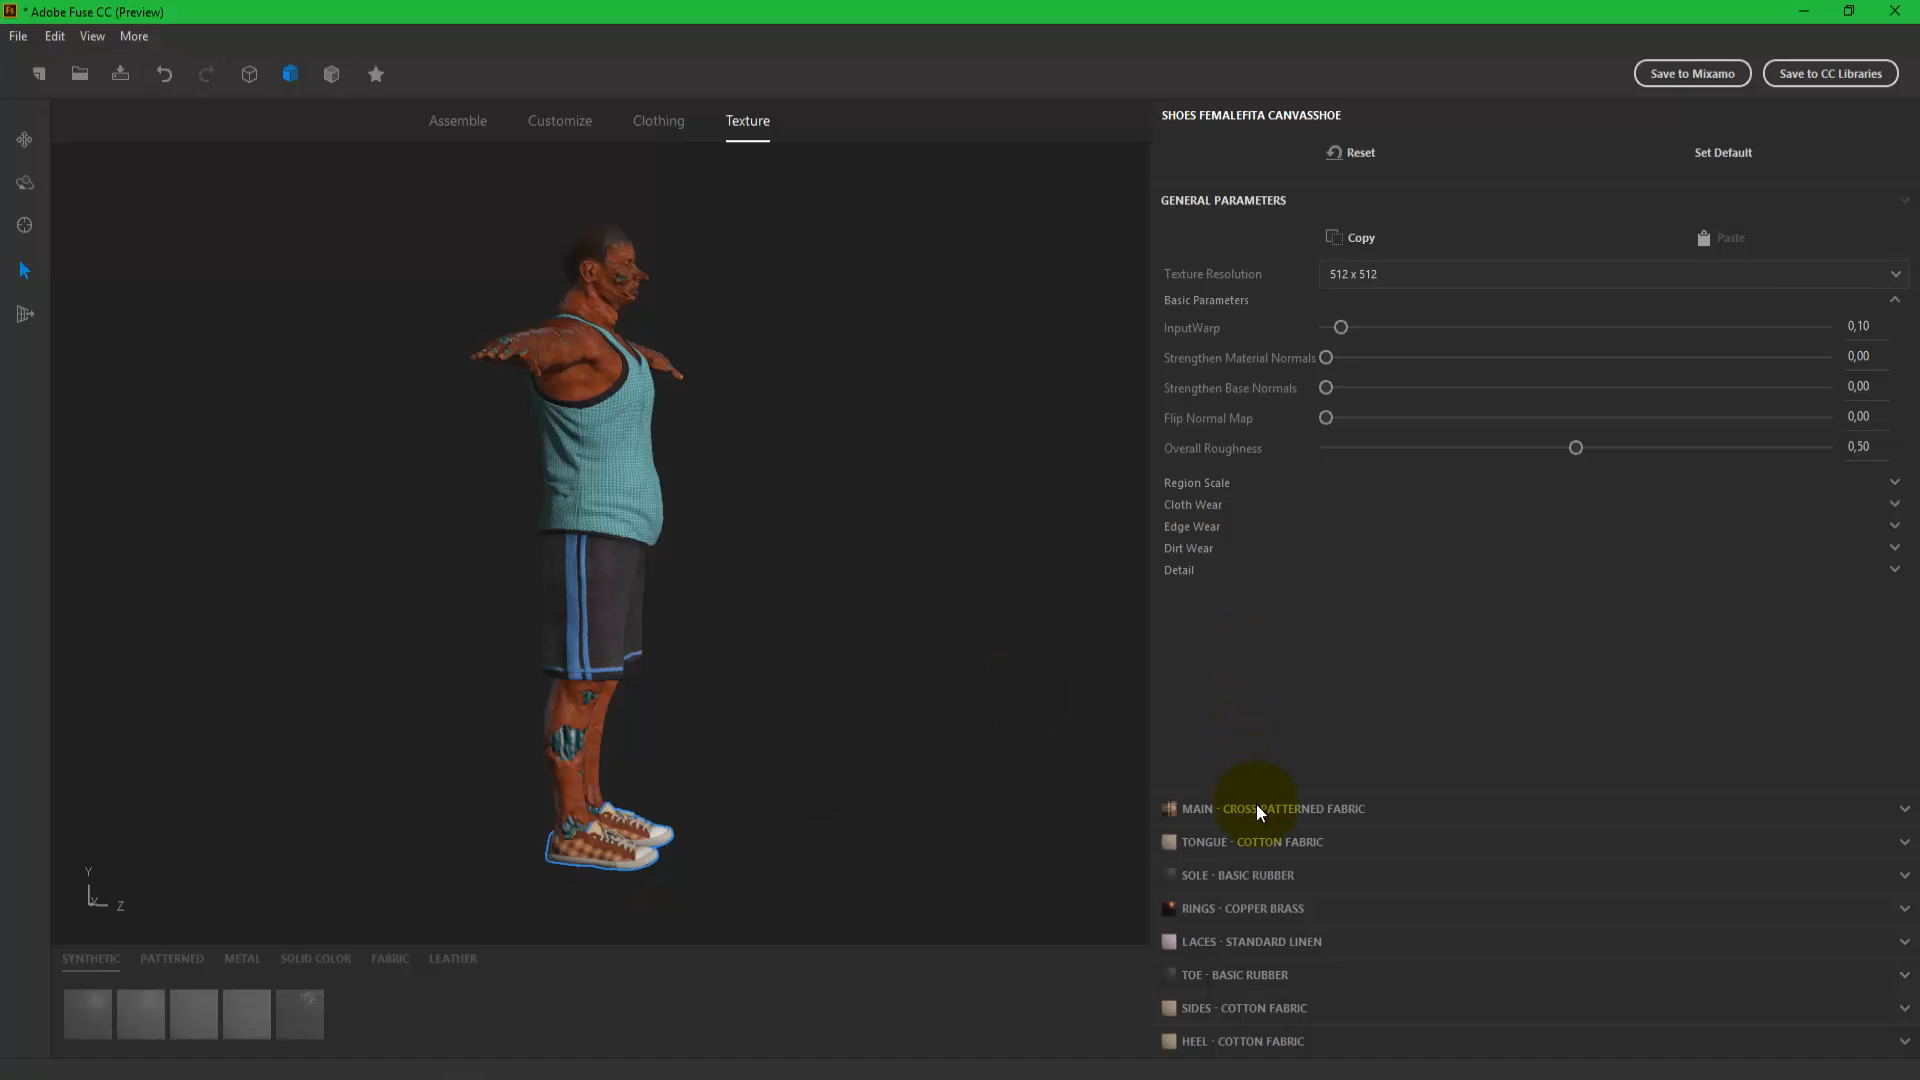 Fs * Adobe Fuse CC (Preview)
File Edit View More
Save to Mixamo Save to CC Libraries
Assemble Customize Clothing Texture
SHOES FEMALEFITA CANVASSHOE
Reset Set Default
GENERAL PARAMETERS
Copy Paste
Texture Resolution 512 x 512
Basic Parameters
InputWarp 0,10
Strengthen Material Normals 0,00
Strengthen Base Normals 0,00
Flip Normal Map 0,00
Overall Roughness 0,50
Region Scale
Cloth Wear
Edge Wear
Dirt Wear
Detail
MAIN - CROSS PATTERNED FABRIC
TONGUE - COTTON FABRIC
SOLE - BASIC RUBBER
RINGS - COPPER BRASS
LACES - STANDARD LINEN
TOE - BASIC RUBBER
SIDES - COTTON FABRIC
HEEL - COTTON FABRIC
Y
X Z
SYNTHETIC PATTERNED METAL SOLID COLOR FABRIC LEATHER